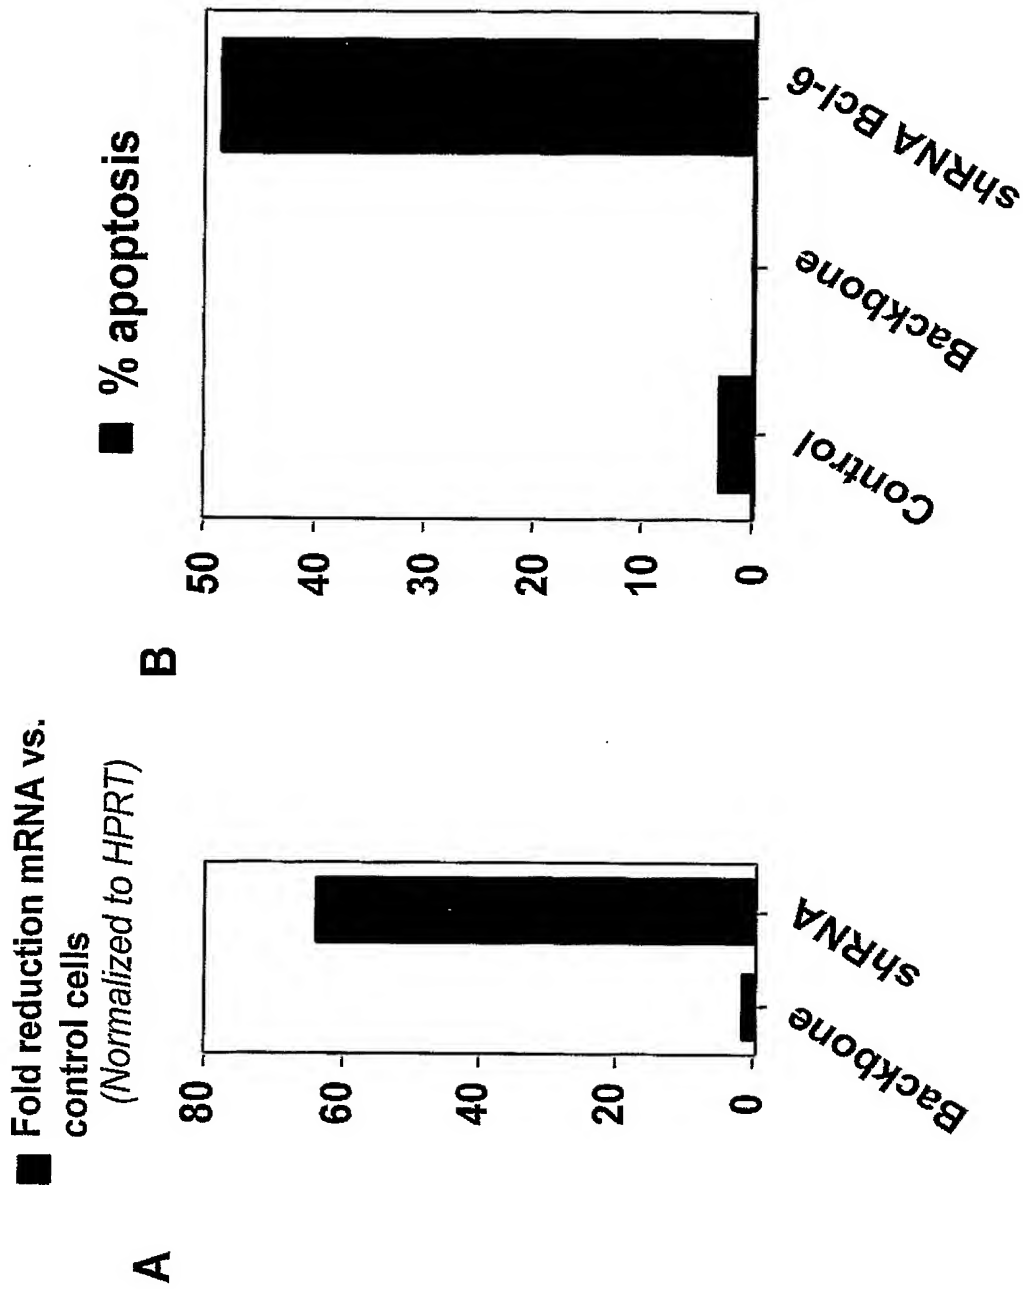 A
Fold reduction mRNA vs.
control cells
(Normalized to HPRT)
80
60
40
20
0
Backbone
shRNA
B
% apoptosis
50
40
30
20
10
0
Control
Backbone
shRNA Bcl-6